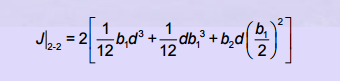 J|₂₋₂ = 2[ 1/12 b₁d³ + 1/12 db₁³ + b₂d(b₁/2)² ]